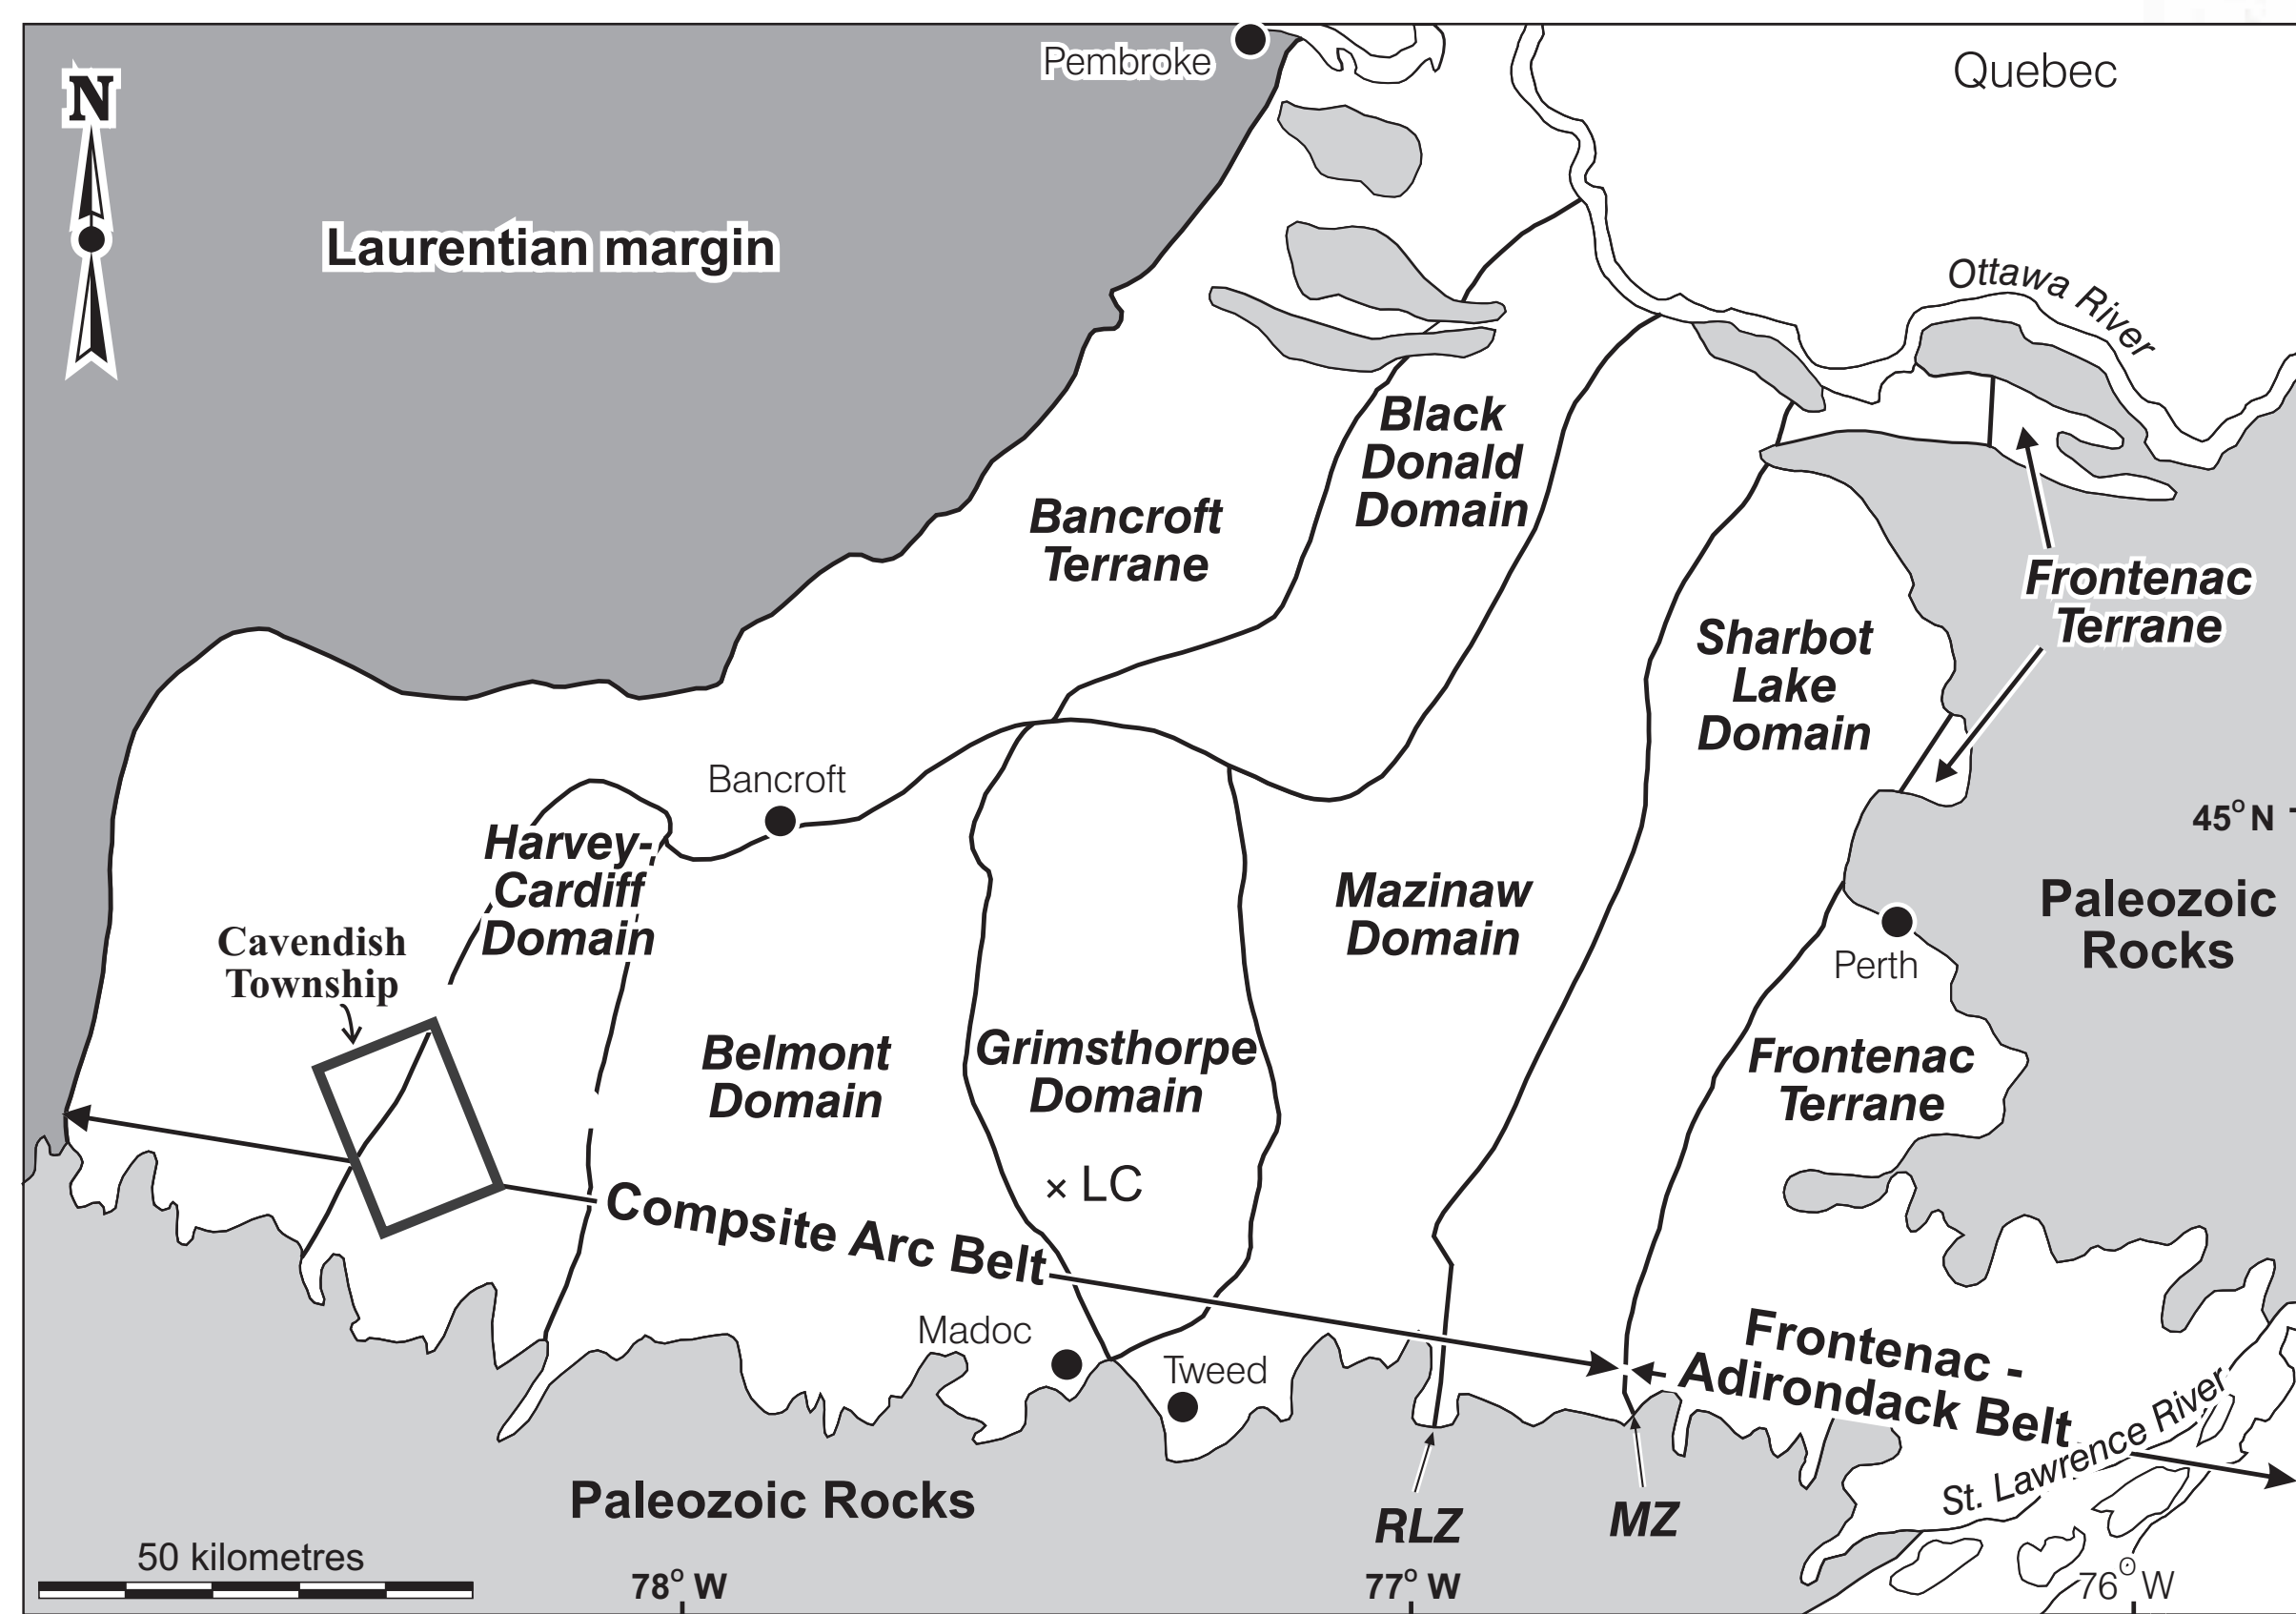 Pembroke
Quebec
N
Laurentian margin
Ottawa River
Black
Donald
Domain
Bancroft
Terrane
Frontenac
Terrane
Sharbot
Lake
Domain
Bancroft
45° N
Harvey-
Cardiff
Domain
Mazinaw
Domain
Paleozoic
Rocks
Cavendish
Township
Perth
Belmont
Domain
Grimsthorpe
Domain
Frontenac
Terrane
× LC
Compsite Arc Belt
Madoc
Tweed
Frontenac -
Adirondack Belt
St. Lawrence River
Paleozoic Rocks
RLZ
MZ
50 kilometres
78° W
77° W
76° W